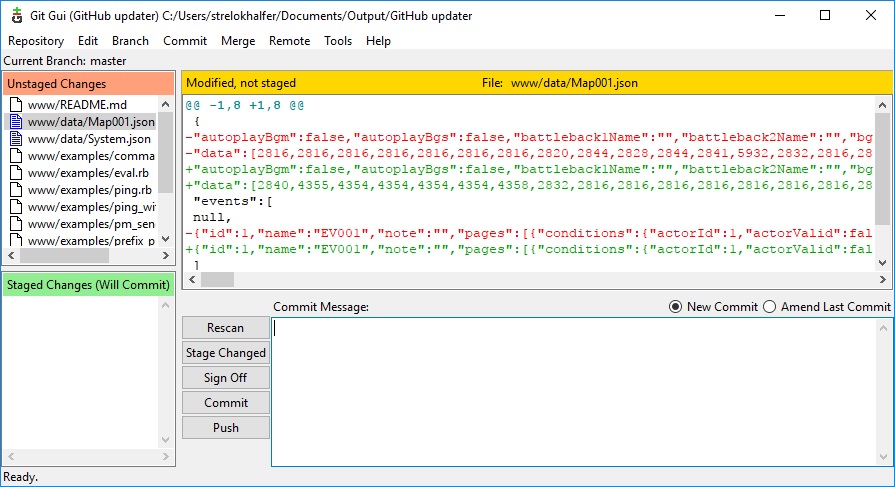 Git Gui (GitHub updater) C:/Users/strelokhalfer/Documents/Output/GitHub updater
Repository Edit Branch Commit Merge Remote Tools Help
Current Branch: master
Unstaged Changes
www/README.md
www/data/Map001.json
www/data/System.json
www/examples/comma
www/examples/eval.rb
www/examples/ping.rb
www/examples/ping_wi
www/examples/pm_sen
www/examples/prefix_p
Staged Changes (Will Commit)
Modified, not staged File: www/data/Map001.json
@@ -1,8 +1,8 @@
{
-"autoplayBgm":false,"autoplayBgs":false,"battleback1Name":"","battleback2Name":"","bg
-"data":[2816,2816,2816,2816,2816,2816,2816,2820,2844,2828,2844,2841,5932,2832,2816,28
+"autoplayBgm":false,"autoplayBgs":false,"battleback1Name":"","battleback2Name":"","bg
+"data":[2840,4355,4354,4354,4354,4354,4358,2832,2816,2816,2816,2816,2816,2816,2816,28
"events":[
null,
-{"id":1,"name":"EV001","note":"","pages":[{"conditions":{"actorId":1,"actorValid":fal
+{"id":1,"name":"EV001","note":"","pages":[{"conditions":{"actorId":1,"actorValid":fal
]
Commit Message: New Commit Amend Last Commit
Rescan
Stage Changed
Sign Off
Commit
Push
Ready.